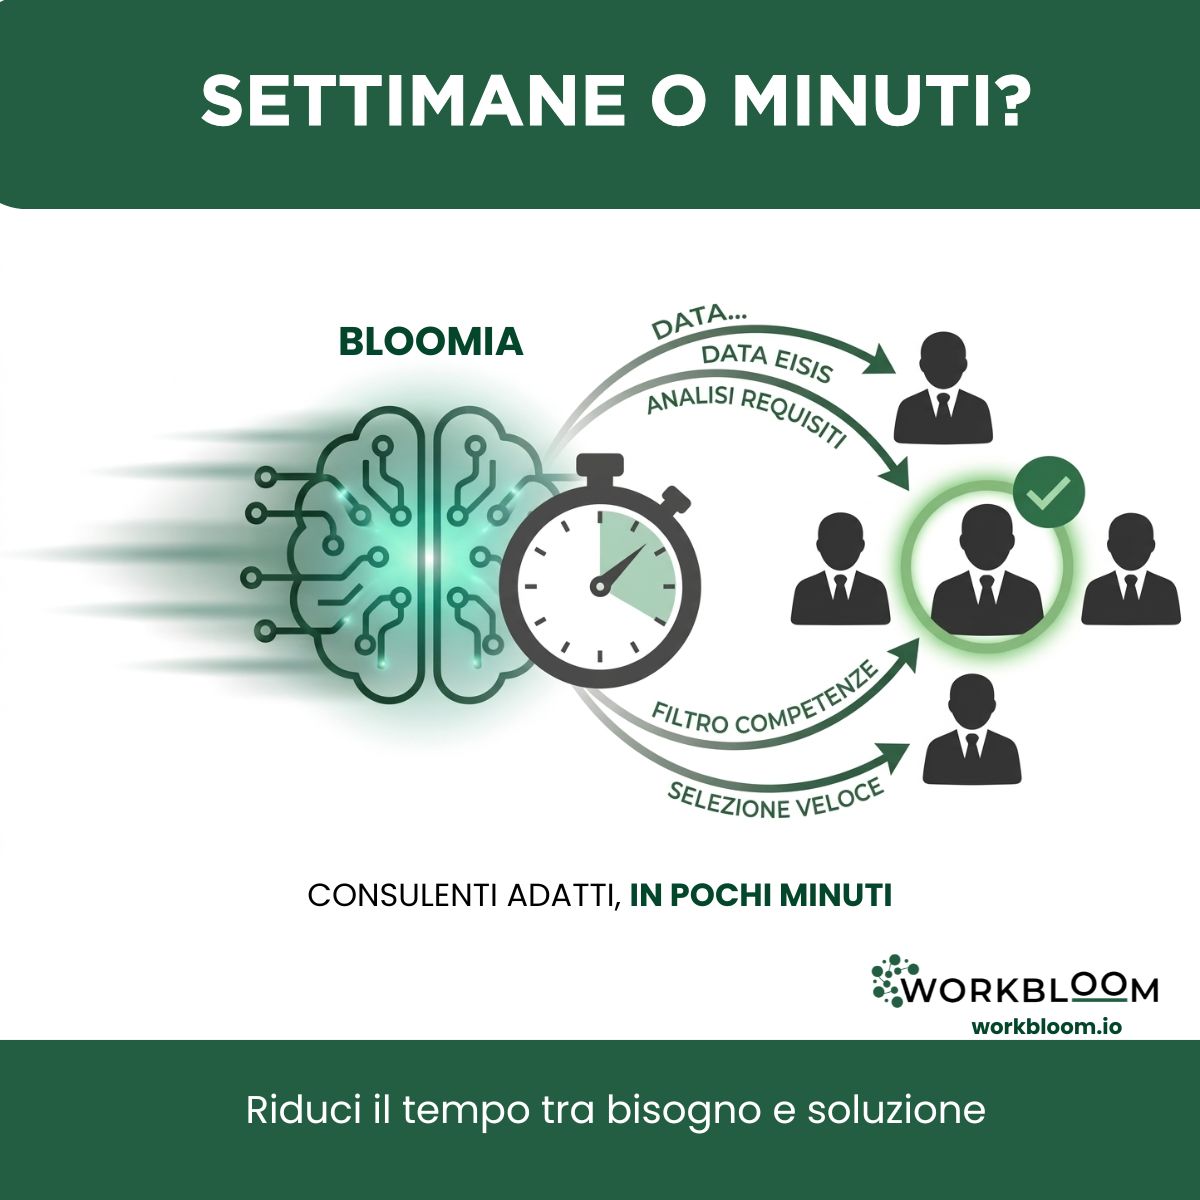 SETTIMANE O MINUTI?
BLOOMIA
DATA...
DATA EISIS
ANALISI REQUISITI
FILTRO COMPETENZE
SELEZIONE VELOCE
CONSULENTI ADATTI, IN POCHI MINUTI
WORKBLOOM
workbloom.io
Riduci il tempo tra bisogno e soluzione